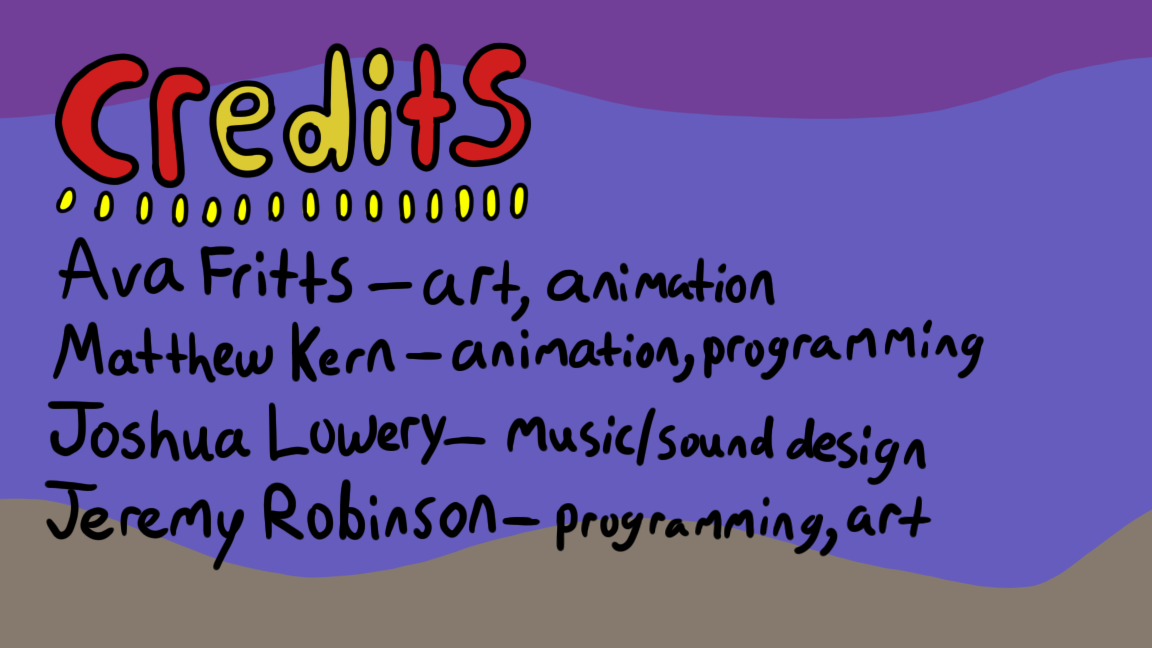 Credits
Ava Fritts – art, animation
Matthew Kern – animation, programming
Joshua Lowery – music/sound design
Jeremy Robinson – programming, art